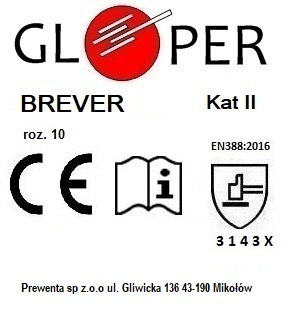 GLOPER
BREVER Kat II
roz. 10
EN388:2016
CE
i
3 1 4 3 X
Prewenta sp z.o.o ul. Gliwicka 136 43-190 Mikołów